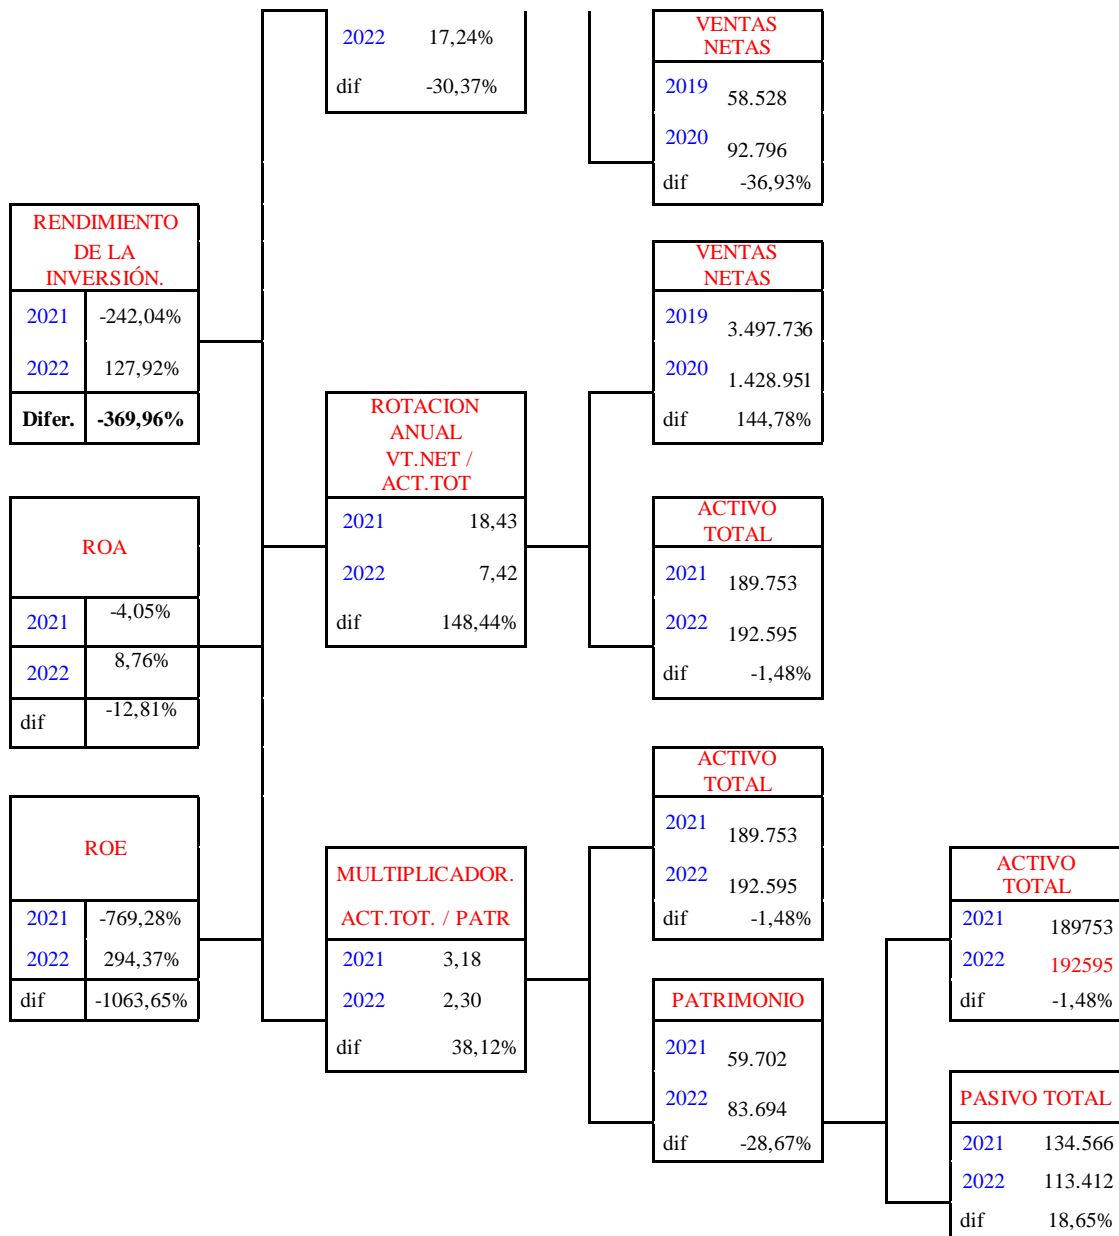 2022 17,24%
dif -30,37%
VENTAS
NETAS
2019 58.528
2020 92.796
dif -36,93%
RENDIMIENTO
DE LA
INVERSIÓN.
2021 -242,04%
2022 127,92%
Difer. -369,96%
VENTAS
NETAS
2019 3.497.736
2020 1.428.951
dif 144,78%
ROTACION
ANUAL
VT.NET /
ACT.TOT
2021 18,43
2022 7,42
dif 148,44%
ACTIVO
TOTAL
2021 189.753
2022 192.595
dif -1,48%
ROA
2021 -4,05%
2022 8,76%
dif -12,81%
ACTIVO
TOTAL
2021 189.753
2022 192.595
dif -1,48%
ROE
2021 -769,28%
2022 294,37%
dif -1063,65%
MULTIPLICADOR.
ACT.TOT. / PATR
2021 3,18
2022 2,30
dif 38,12%
PATRIMONIO
2021 59.702
2022 83.694
dif -28,67%
ACTIVO
TOTAL
2021 189753
2022 192595
dif -1,48%
PASIVO TOTAL
2021 134.566
2022 113.412
dif 18,65%